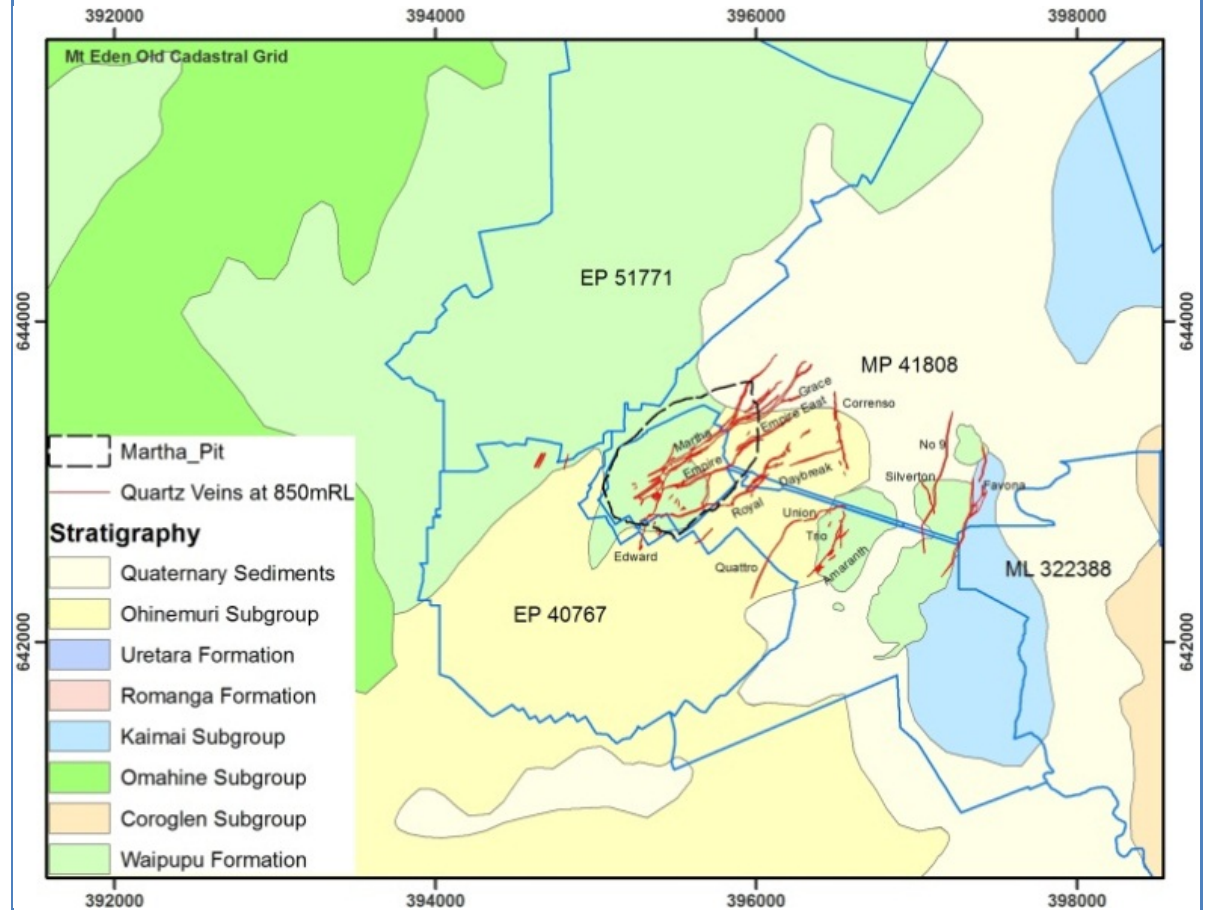 392000 394000 396000 398000
Mt Eden Old Cadastral Grid
EP 51771
644000
644000
MP 41808
Grace
Empire East
Correnso
Martha
No 9
Martha_Pit
Empire
Daybreak
Silverton
Favona
Quartz Veins at 850mRL
Royal
Union
Stratigraphy
Trio
Edward
Quattro
Amaranth
ML 322388
Quaternary Sediments
EP 40767
Ohinemuri Subgroup
642000
642000
Uretara Formation
Romanga Formation
Kaimai Subgroup
Omahine Subgroup
Coroglen Subgroup
Waipupu Formation
392000 394000 396000 398000